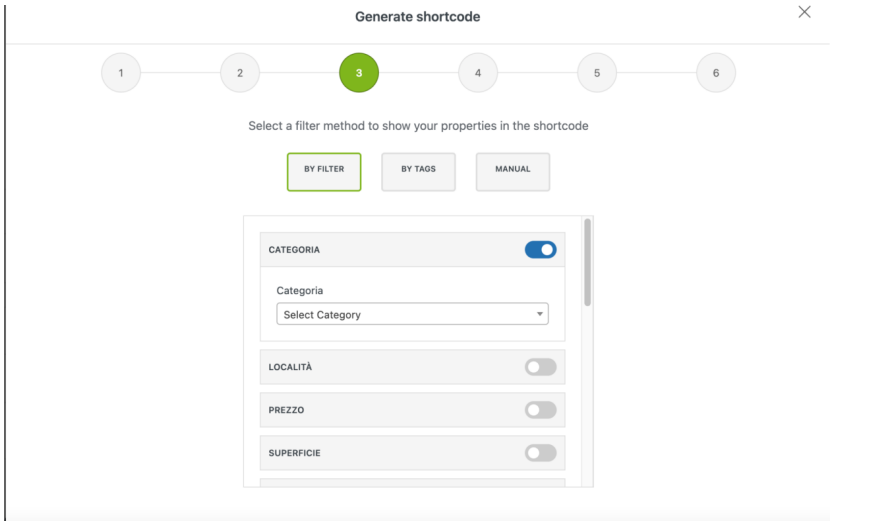 Generate shortcode
1 2 3 4 5 6
Select a filter method to show your properties in the shortcode
BY FILTER BY TAGS MANUAL
CATEGORIA
Categoria
Select Category
LOCALITÀ
PREZZO
SUPERFICIE